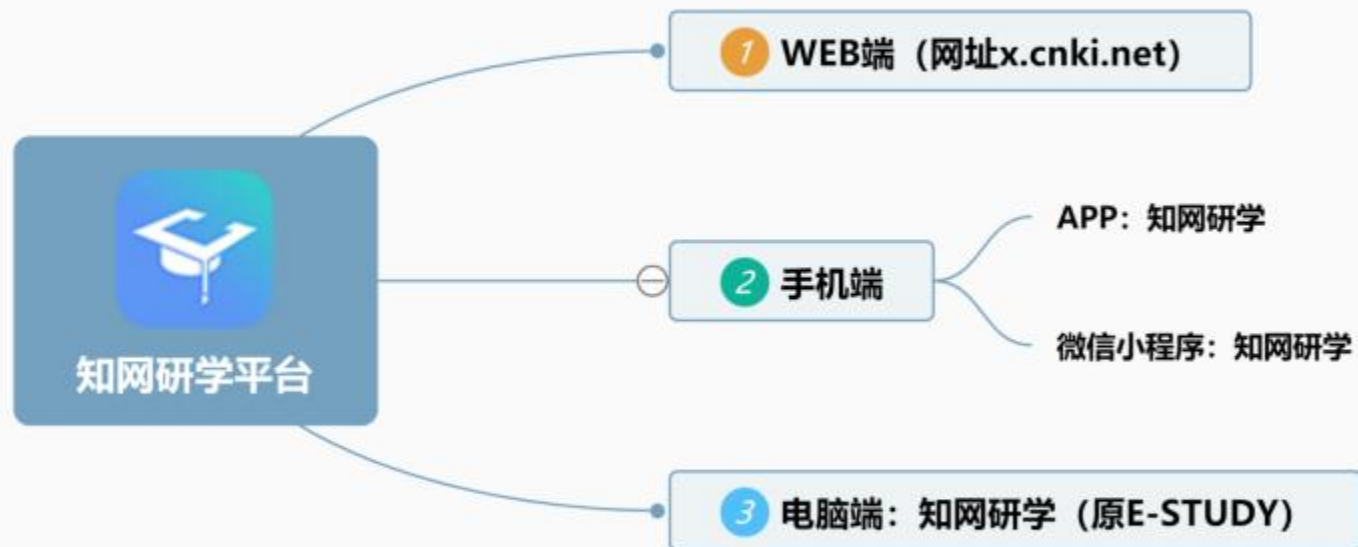 知网研学平台
1 WEB端（网址x.cnki.net）
2 手机端
APP：知网研学
微信小程序：知网研学
3 电脑端：知网研学（原E-STUDY）